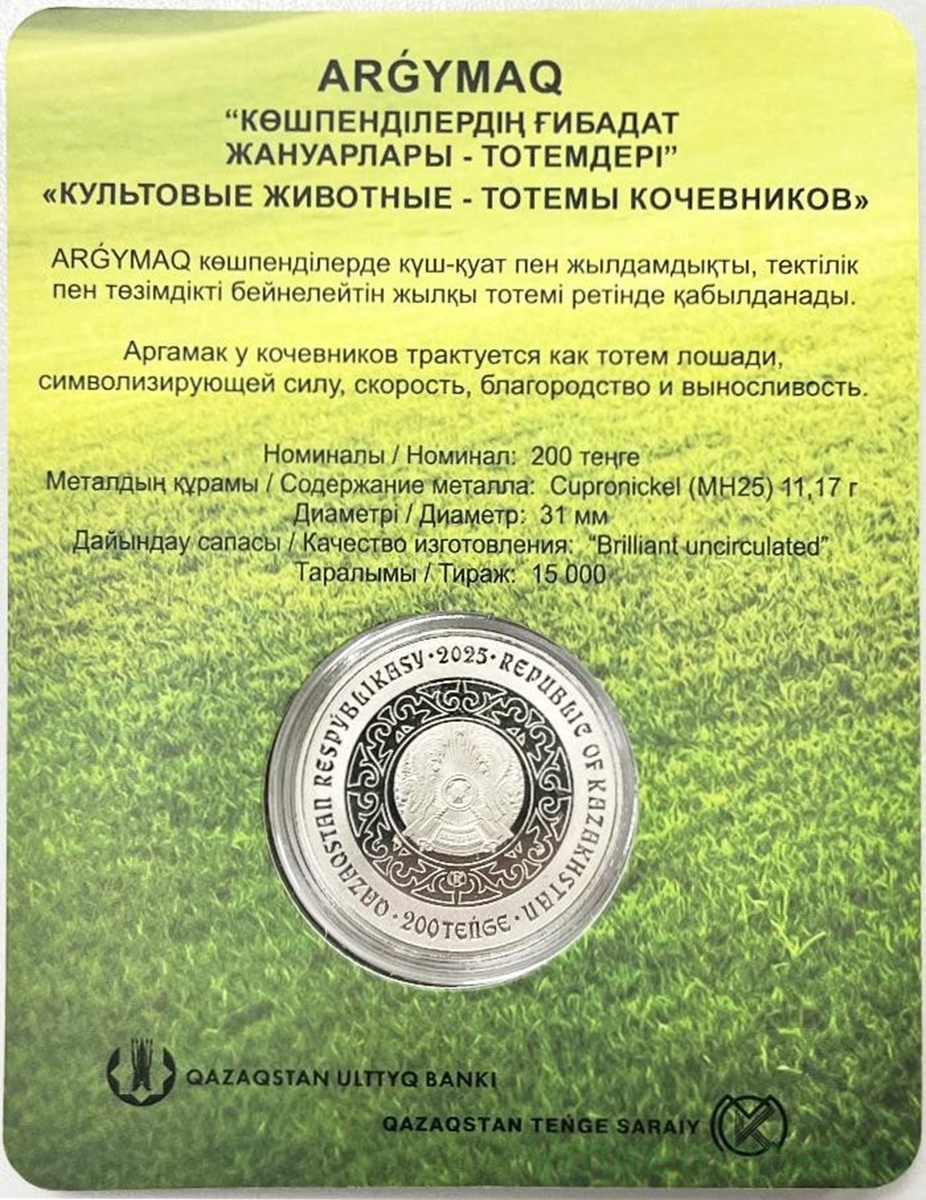 ARǴYMAQ
“КӨШПЕНДІЛЕРДІҢ ҒИБАДАТ
ЖАНУАРЛАРЫ - ТОТЕМДЕРІ”
«КУЛЬТОВЫЕ ЖИВОТНЫЕ - ТОТЕМЫ КОЧЕВНИКОВ»
ARǴYMAQ көшпенділерде күш-қуат пен жылдамдықты, тектілік
пен төзімдікті бейнелейтін жылқы тотемі ретінде қабылданады.
Аргамак у кочевников трактуется как тотем лошади,
символизирующей силу, скорость, благородство и выносливость.
Номиналы / Номинал: 200 теңге
Металдың құрамы / Содержание металла: Cupronickel (МН25) 11,17 г
Диаметрі / Диаметр: 31 мм
Дайындау сапасы / Качество изготовления: “Brilliant uncirculated”
Таралымы / Тираж: 15 000
QAZAQSTAN RESPÝBLIKASY · 2025 · REPUBLIC OF KAZAKHSTAN
· 200 TEŃGE ·
QAZAQSTAN ULTTYQ BANKI
QAZAQSTAN TEŃGE SARAIY